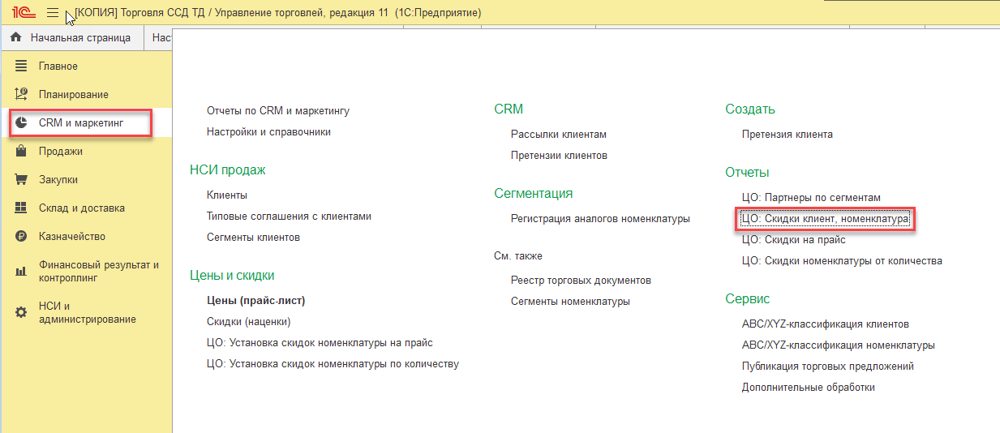 1С [КОПИЯ] Торговля ССД ТД / Управление торговлей, редакция 11 (1С:Предприятие)
Начальная страница
Главное
Планирование
CRM и маркетинг
Продажи
Закупки
Склад и доставка
Казначейство
Финансовый результат и
контроллинг
НСИ и
администрирование
Отчеты по CRM и маркетингу
Настройки и справочники
НСИ продаж
Клиенты
Типовые соглашения с клиентами
Сегменты клиентов
Цены и скидки
Цены (прайс-лист)
Скидки (наценки)
ЦО: Установка скидок номенклатуры на прайс
ЦО: Установка скидок номенклатуры по количеству
CRM
Рассылки клиентам
Претензии клиентов
Сегментация
Регистрация аналогов номенклатуры
См. также
Реестр торговых документов
Сегменты номенклатуры
Создать
Претензия клиента
Отчеты
ЦО: Партнеры по сегментам
ЦО: Скидки клиент, номенклатура
ЦО: Скидки на прайс
ЦО: Скидки номенклатуры от количества
Сервис
ABC/XYZ-классификация клиентов
ABC/XYZ-классификация номенклатуры
Публикация торговых предложений
Дополнительные обработки